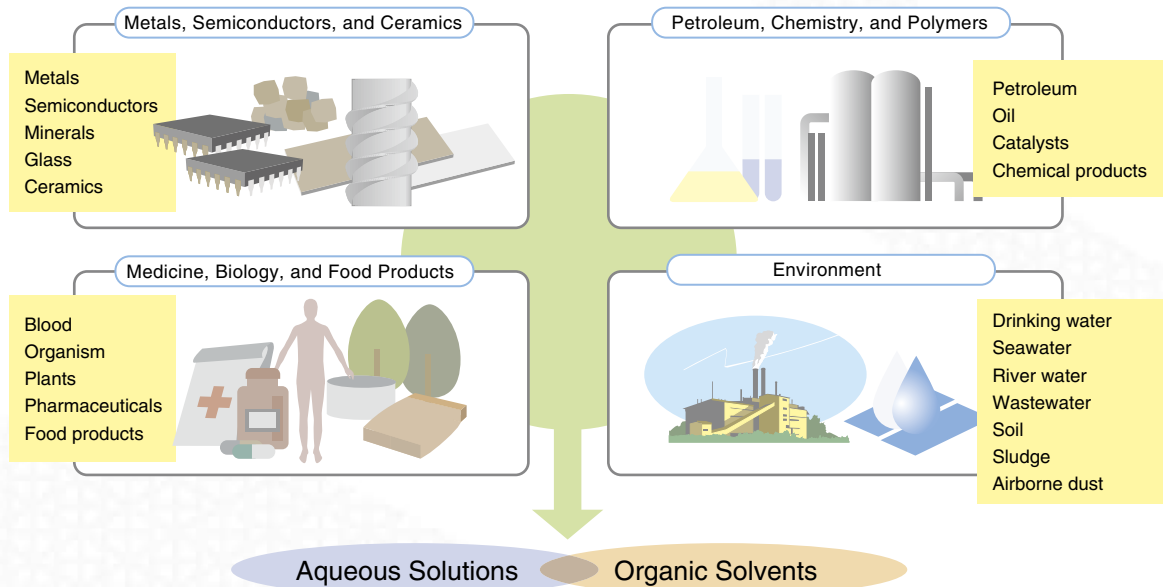 Metals, Semiconductors, and Ceramics
Metals
Semiconductors
Minerals
Glass
Ceramics
Petroleum, Chemistry, and Polymers
Petroleum
Oil
Catalysts
Chemical products
Medicine, Biology, and Food Products
Blood
Organism
Plants
Pharmaceuticals
Food products
Environment
Drinking water
Seawater
River water
Wastewater
Soil
Sludge
Airborne dust
Aqueous Solutions
Organic Solvents